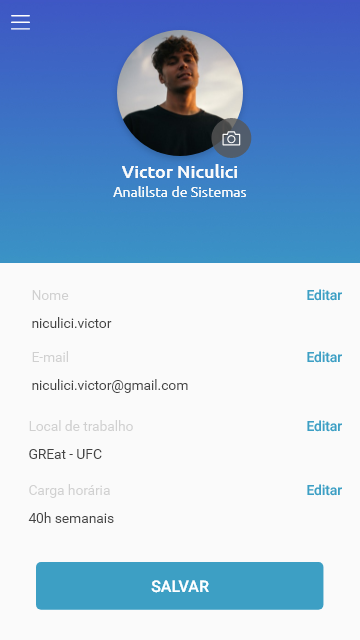 Victor Niculici
Analilsta de Sistemas
Nome
Editar
niculici.victor
E-mail
Editar
niculici.victor@gmail.com
Local de trabalho
Editar
GREat - UFC
Carga horária
Editar
40h semanais
SALVAR